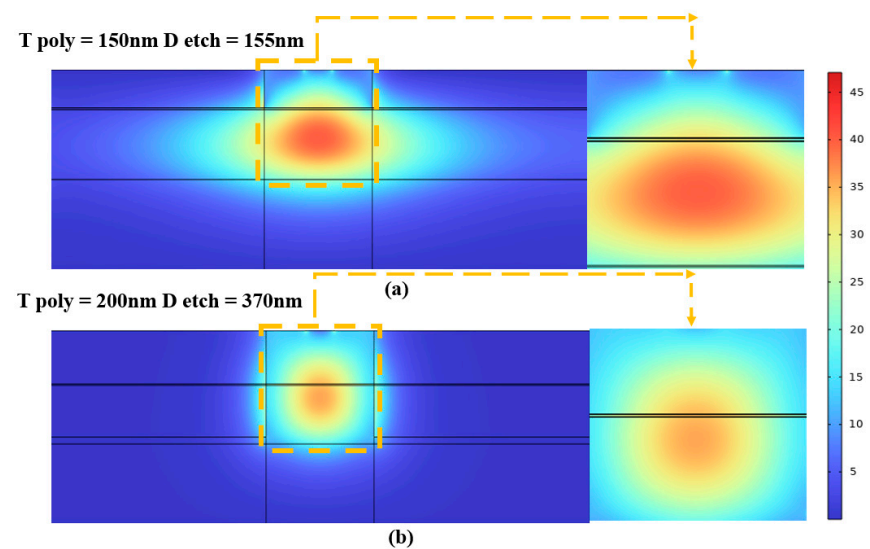 T poly = 150nm D etch = 155nm
45
40
35
30
25
20
15
10
5
(a)
T poly = 200nm D etch = 370nm
(b)